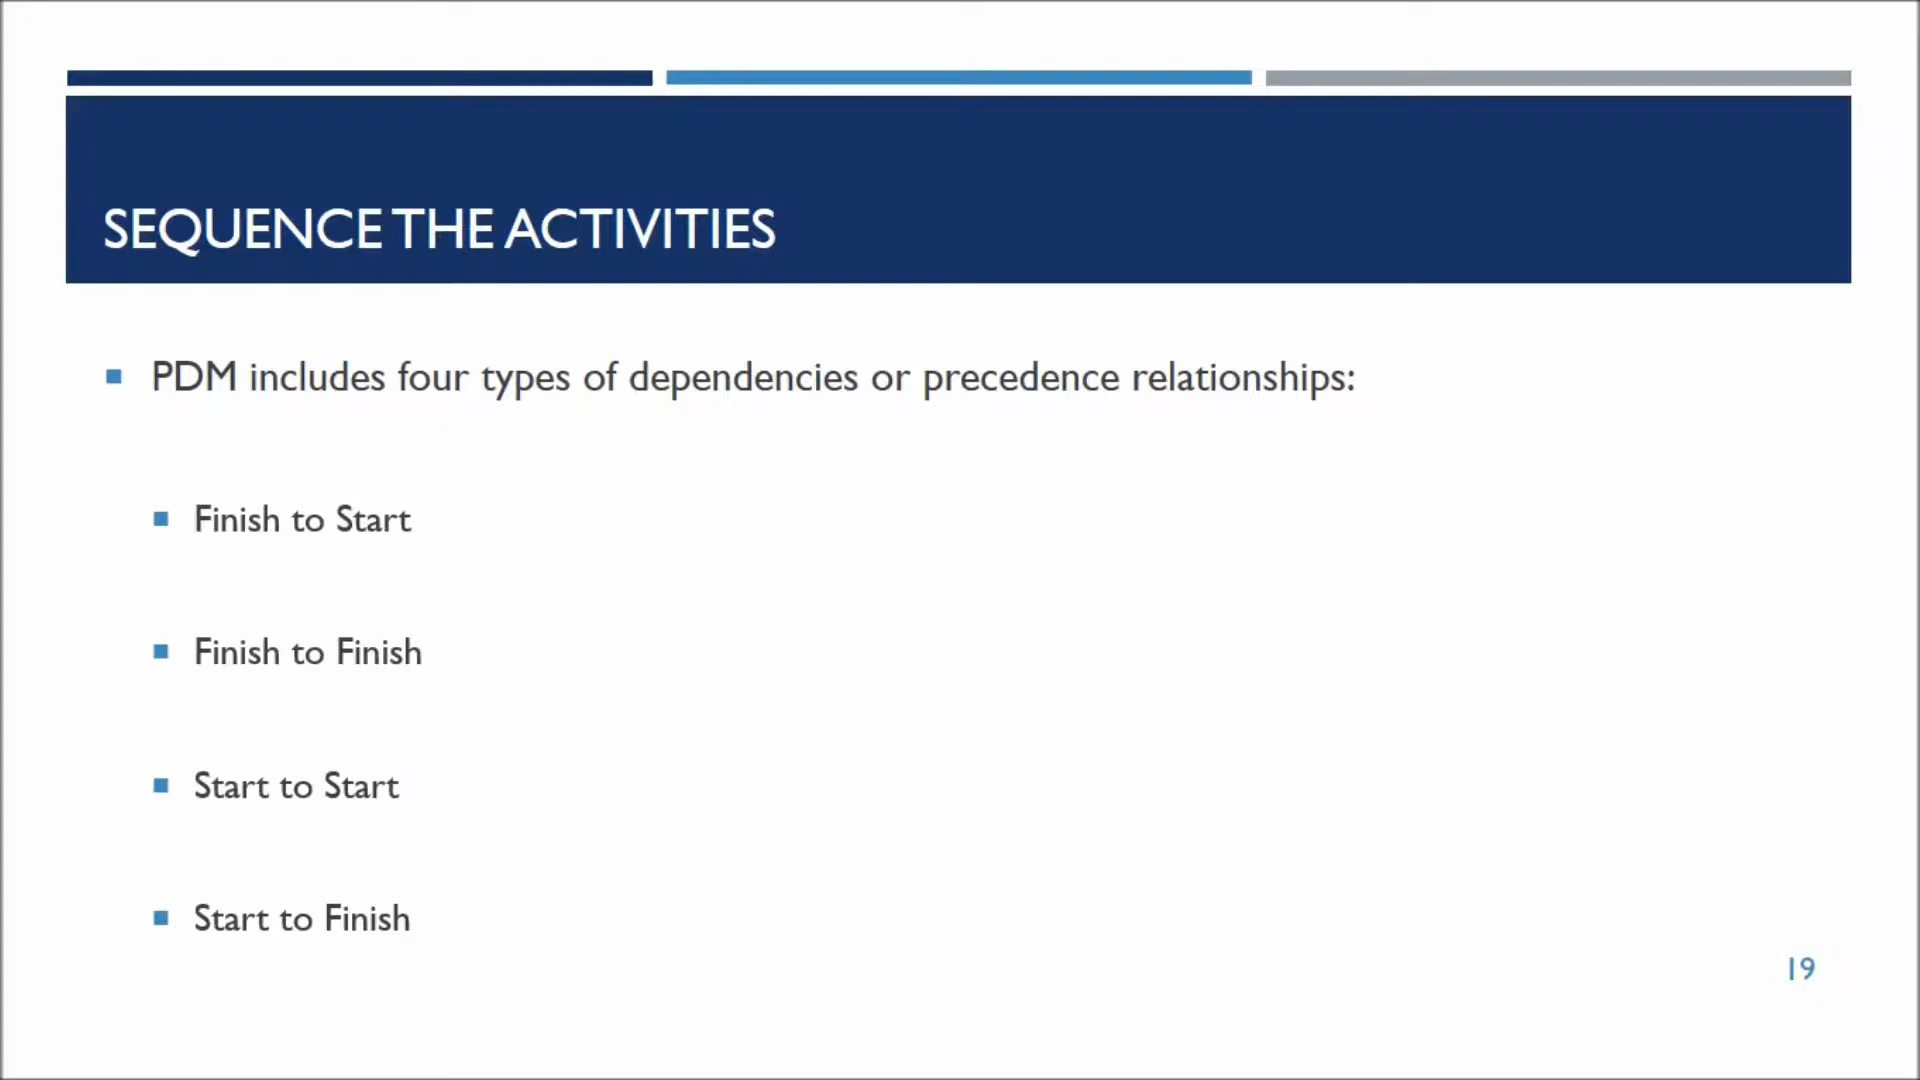 SEQUENCE THE ACTIVITIES
PDM includes four types of dependencies or precedence relationships:
Finish to Start
Finish to Finish
Start to Start
Start to Finish
19